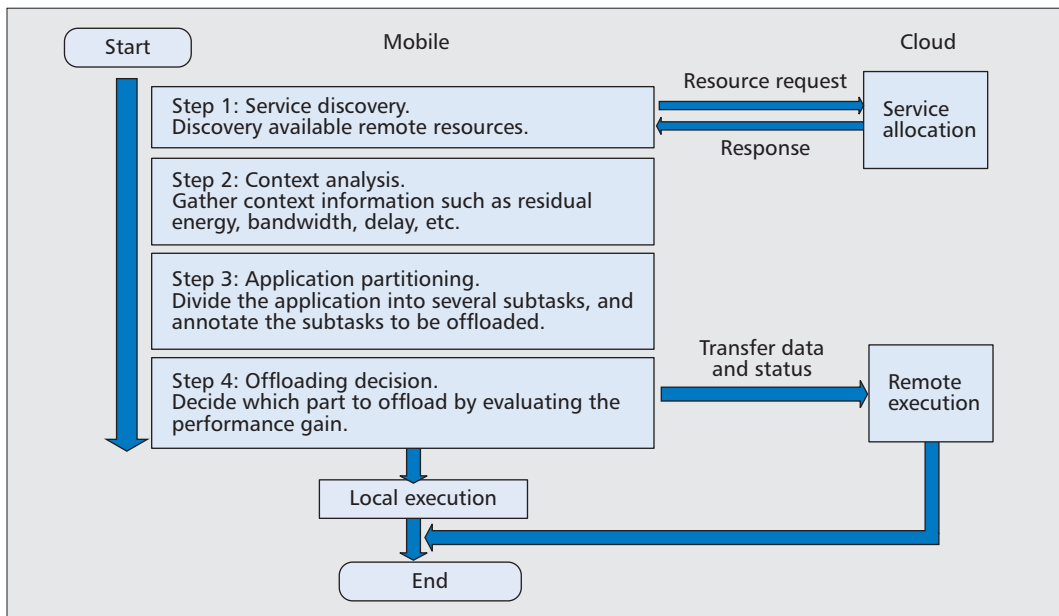 Start
Mobile
Cloud
Step 1: Service discovery.
Discovery available remote resources.
Resource request
Response
Service
allocation
Step 2: Context analysis.
Gather context information such as residual
energy, bandwidth, delay, etc.
Step 3: Application partitioning.
Divide the application into several subtasks, and
annotate the subtasks to be offloaded.
Step 4: Offloading decision.
Decide which part to offload by evaluating the
performance gain.
Transfer data
and status
Remote
execution
Local execution
End